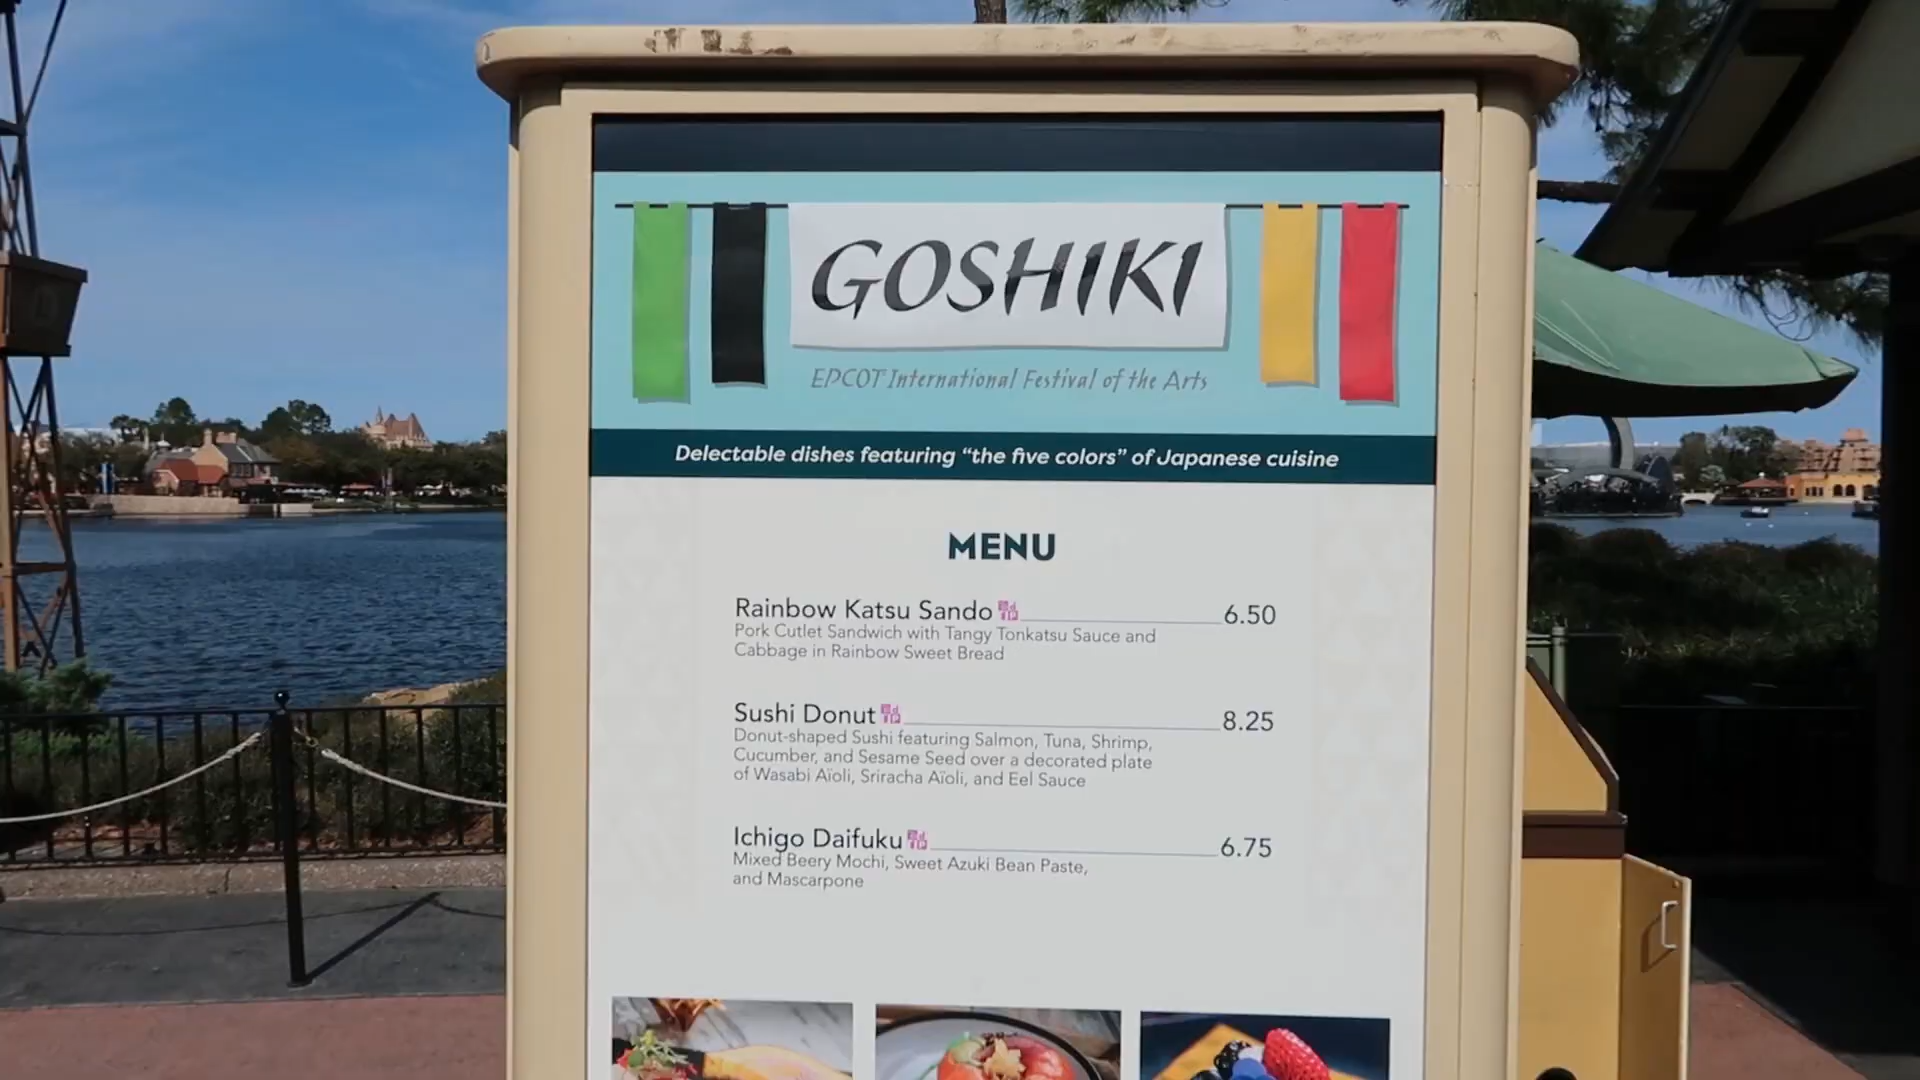 GOSHIKI
EPCOT International Festival of the Arts
Delectable dishes featuring “the five colors” of Japanese cuisine
MENU
Rainbow Katsu Sando 6.50
Pork Cutlet Sandwich with Tangy Tonkatsu Sauce and
Cabbage in Rainbow Sweet Bread
Sushi Donut 8.25
Donut-shaped Sushi featuring Salmon, Tuna, Shrimp,
Cucumber, and Sesame Seed over a decorated plate
of Wasabi Aïoli, Sriracha Aïoli, and Eel Sauce
Ichigo Daifuku 6.75
Mixed Beery Mochi, Sweet Azuki Bean Paste,
and Mascarpone